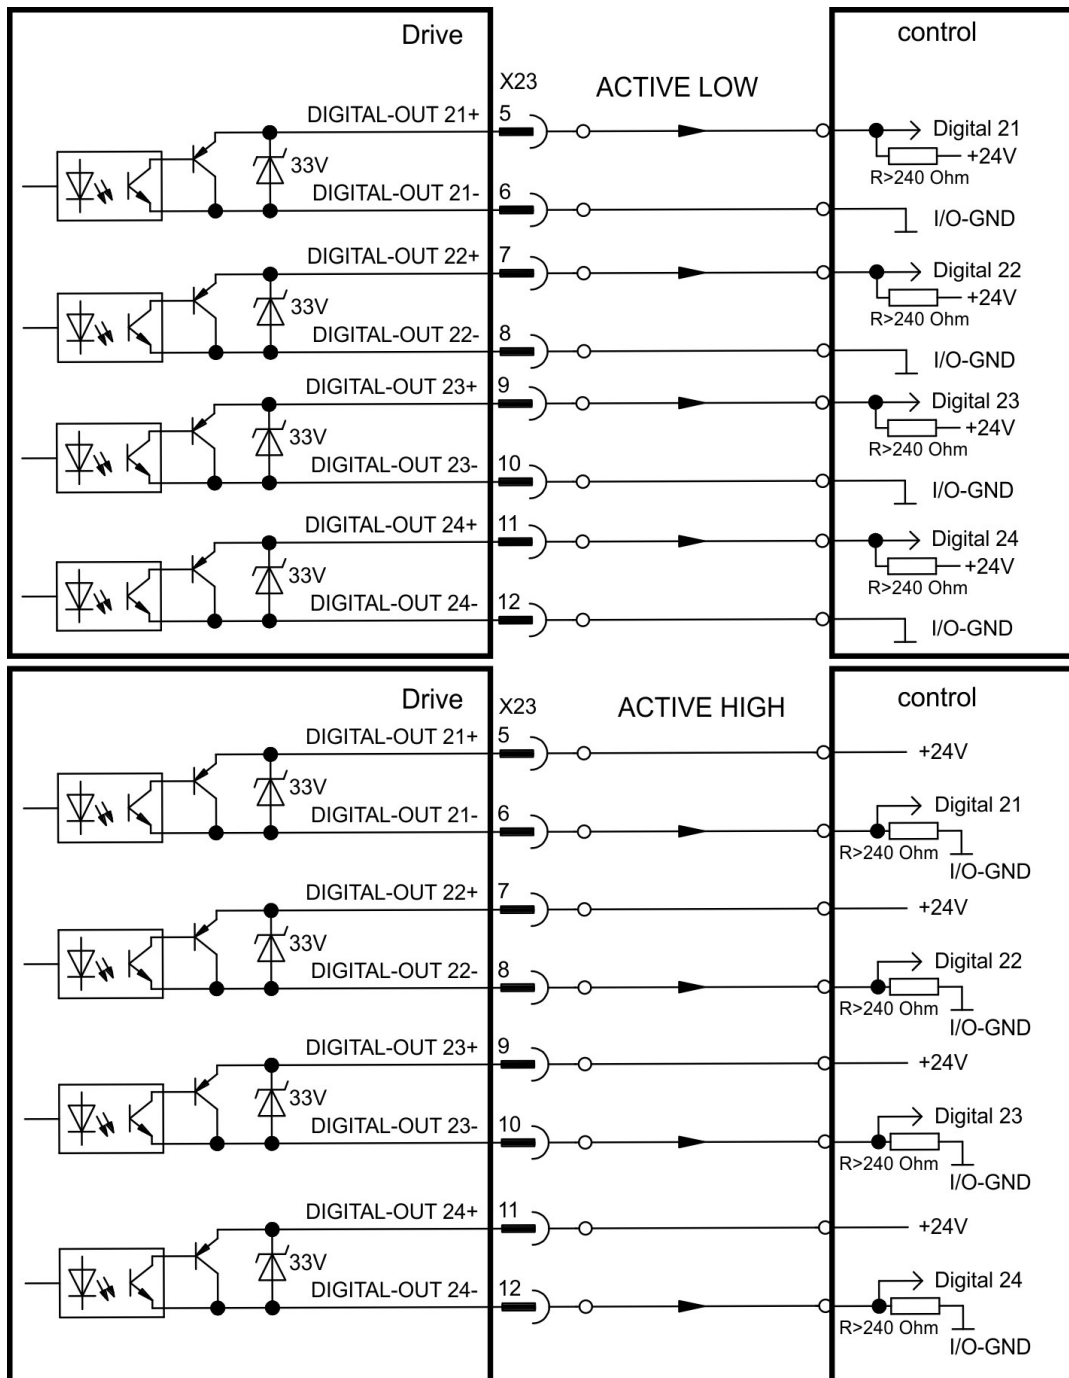 Drive
X23
ACTIVE LOW
control
DIGITAL-OUT 21+
5
Digital 21
33V
+24V
R>240 Ohm
DIGITAL-OUT 21-
6
I/O-GND
DIGITAL-OUT 22+
7
Digital 22
33V
+24V
R>240 Ohm
DIGITAL-OUT 22-
8
I/O-GND
DIGITAL-OUT 23+
9
Digital 23
33V
+24V
R>240 Ohm
DIGITAL-OUT 23-
10
I/O-GND
DIGITAL-OUT 24+
11
Digital 24
33V
+24V
R>240 Ohm
DIGITAL-OUT 24-
12
I/O-GND
Drive
X23
ACTIVE HIGH
control
DIGITAL-OUT 21+
5
+24V
33V
DIGITAL-OUT 21-
6
Digital 21
R>240 Ohm
I/O-GND
DIGITAL-OUT 22+
7
+24V
33V
DIGITAL-OUT 22-
8
Digital 22
R>240 Ohm
I/O-GND
DIGITAL-OUT 23+
9
+24V
33V
DIGITAL-OUT 23-
10
Digital 23
R>240 Ohm
I/O-GND
DIGITAL-OUT 24+
11
+24V
33V
DIGITAL-OUT 24-
12
Digital 24
R>240 Ohm
I/O-GND